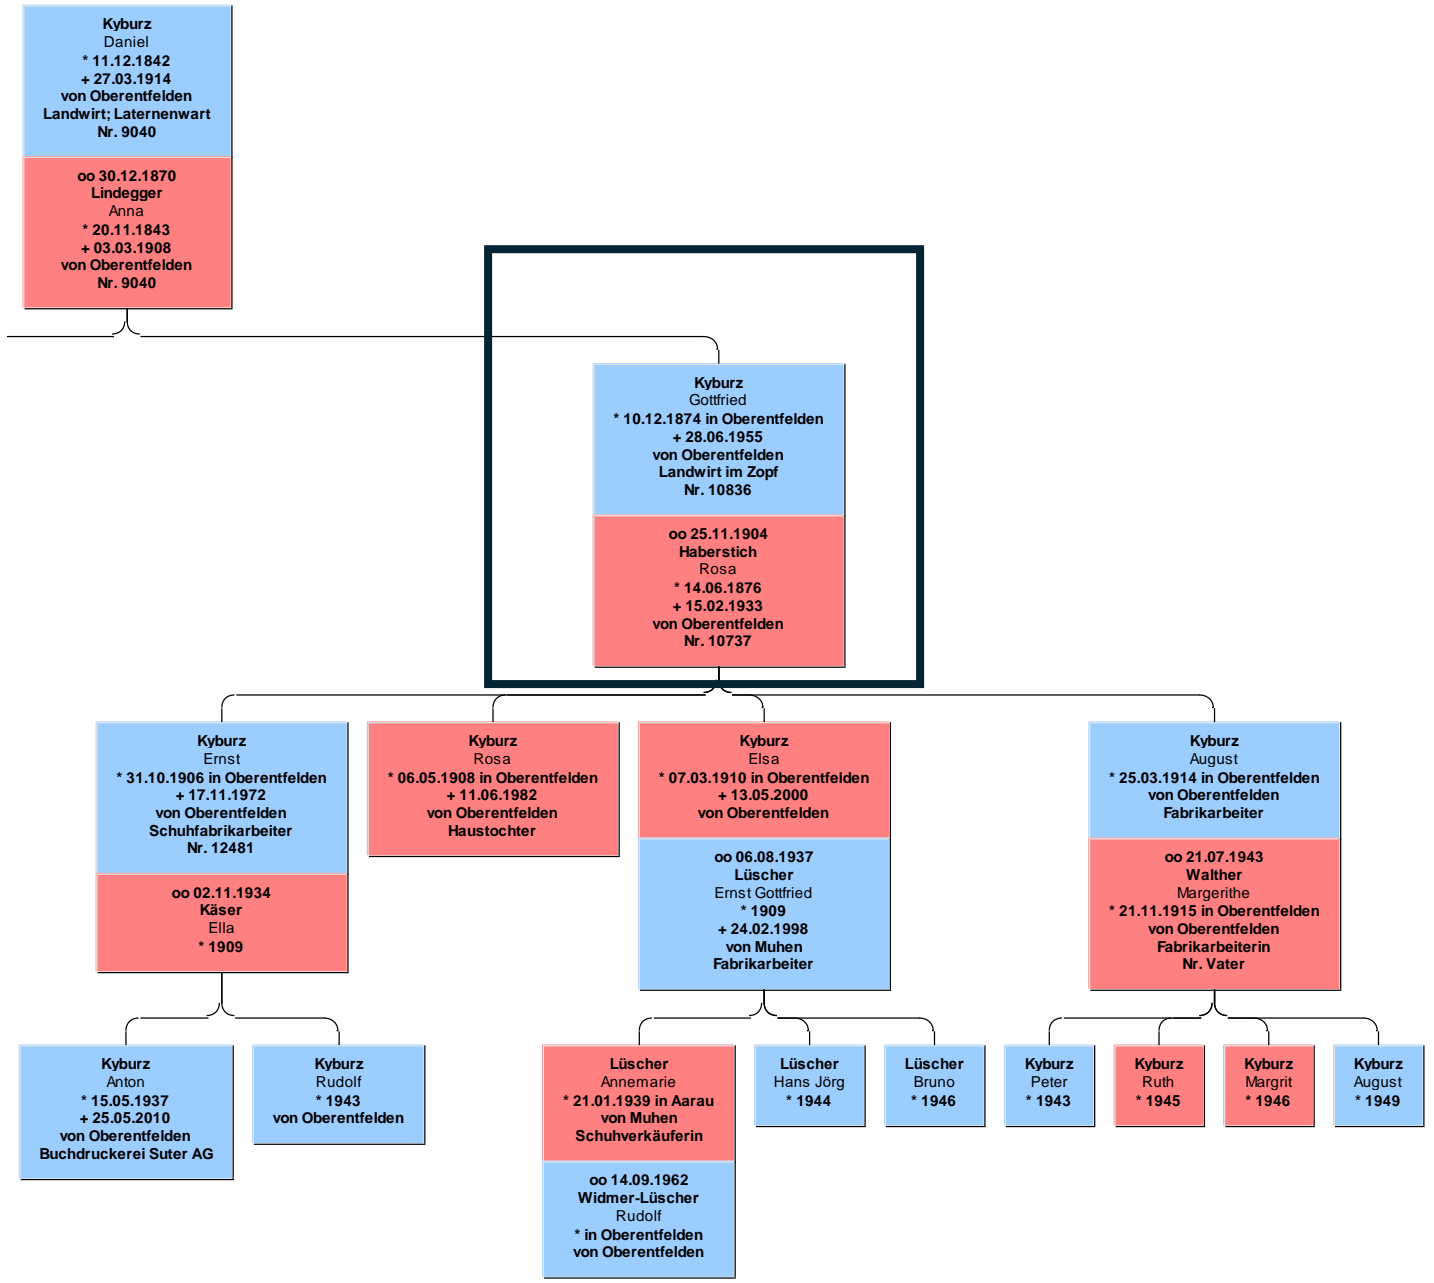 Kyburz
Daniel
* 11.12.1842
+ 27.03.1914
von Oberentfelden
Landwirt; Laternenwart
Nr. 9040
oo 30.12.1870
Lindegger
Anna
* 20.11.1843
+ 03.03.1908
von Oberentfelden
Nr. 9040
Kyburz
Gottfried
* 10.12.1874 in Oberentfelden
+ 28.06.1955
von Oberentfelden
Landwirt im Zopf
Nr. 10836
oo 25.11.1904
Haberstich
Rosa
* 14.06.1876
+ 15.02.1933
von Oberentfelden
Nr. 10737
Kyburz
Ernst
* 31.10.1906 in Oberentfelden
+ 17.11.1972
von Oberentfelden
Schuhfabrikarbeiter
Nr. 12481
oo 02.11.1934
Käser
Ella
* 1909
Kyburz
Rosa
* 06.05.1908 in Oberentfelden
+ 11.06.1982
von Oberentfelden
Haustochter
Kyburz
Elsa
* 07.03.1910 in Oberentfelden
+ 13.05.2000
von Oberentfelden
oo 06.08.1937
Lüscher
Ernst Gottfried
* 1909
+ 24.02.1998
von Muhen
Fabrikarbeiter
Kyburz
August
* 25.03.1914 in Oberentfelden
von Oberentfelden
Fabrikarbeiter
oo 21.07.1943
Walther
Margerithe
* 21.11.1915 in Oberentfelden
von Oberentfelden
Fabrikarbeiterin
Nr. Vater
Kyburz
Anton
* 15.05.1937
+ 25.05.2010
von Oberentfelden
Buchdruckerei Suter AG
Kyburz
Rudolf
* 1943
von Oberentfelden
Lüscher
Annemarie
* 21.01.1939 in Aarau
von Muhen
Schuhverkäuferin
oo 14.09.1962
Widmer-Lüscher
Rudolf
* in Oberentfelden
von Oberentfelden
Lüscher
Hans Jörg
* 1944
Lüscher
Bruno
* 1946
Kyburz
Peter
* 1943
Kyburz
Ruth
* 1945
Kyburz
Margrit
* 1946
Kyburz
August
* 1949